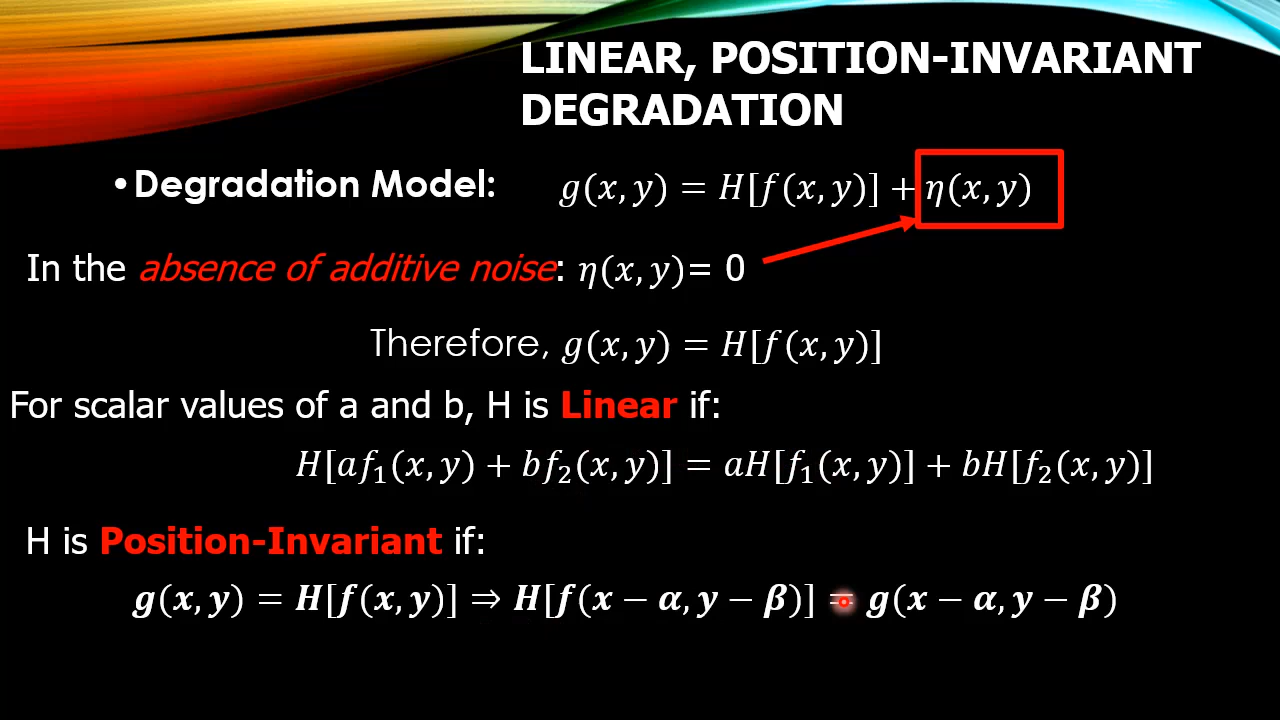 LINEAR, POSITION-INVARIANT
DEGRADATION
•Degradation Model: g(x, y) = H[f(x, y)] + η(x, y)
In the absence of additive noise: η(x, y)= 0
Therefore, g(x, y) = H[f(x, y)]
For scalar values of a and b, H is Linear if:
H[af₁(x, y) + bf₂(x, y)] = aH[f₁(x, y)] + bH[f₂(x, y)]
H is Position-Invariant if:
g(x, y) = H[f(x, y)] ⇒ H[f(x − α, y − β)] = g(x − α, y − β)